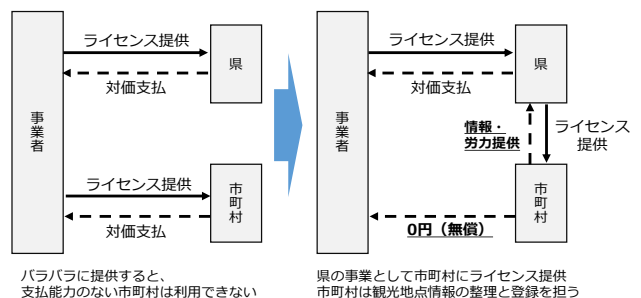 事業者
ライセンス提供
対価支払
県
ライセンス提供
対価支払
市町村
バラバラに提供すると、
支払能力のない市町村は利用できない
事業者
ライセンス提供
対価支払
県
情報・
労力提供
ライセンス
提供
市町村
0円（無償）
県の事業として市町村にライセンス提供
市町村は観光地点情報の整理と登録を担う